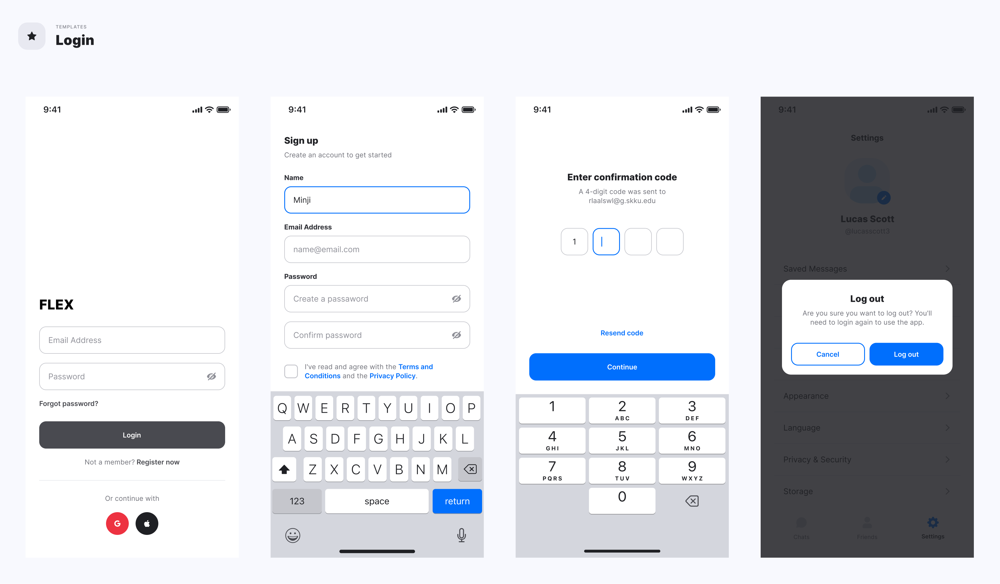 TEMPLATES
Login
9:41
FLEX
Email Address
Password
Forgot password?
Login
Not a member? Register now
Or continue with
G
9:41
Sign up
Create an account to get started
Name
Minji
Email Address
name@email.com
Password
Create a passaword
Confirm password
I've read and agree with the Terms and
Conditions and the Privacy Policy.
Q W E R T Y U I O P
A S D F G H J K L
Z X C V B N M
123 space return
9:41
Enter confirmation code
A 4-digit code was sent to
rlaalswl@g.skku.edu
1
Resend code
Continue
1 2 3
ABC DEF
4 5 6
GHI JKL MNO
7 8 9
PQRS TUV WXYZ
0
9:41
Settings
Lucas Scott
@lucasscott3
Saved Messages
Log out
Are you sure you want to log out? You'll
need to login again to use the app.
Cancel Log out
Appearance
Language
Privacy & Security
Storage
Chats Friends Settings